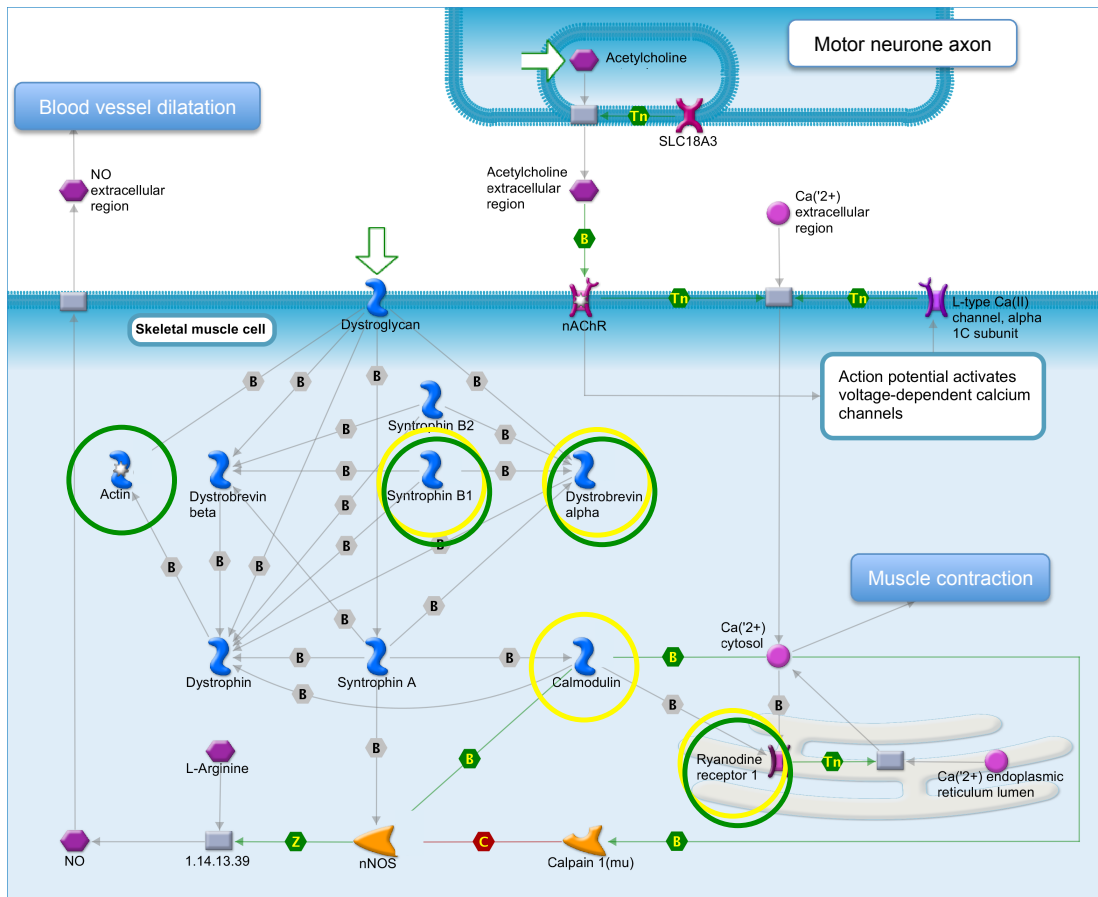 Motor neurone axon
Acetylcholine
Tn
SLC18A3
Blood vessel dilatation
NO
extracellular
region
Acetylcholine
extracellular
region
Ca('2+)
extracellular
region
B
Tn
Tn
Skeletal muscle cell
Dystroglycan
nAChR
L-type Ca(II)
channel, alpha
1C subunit
Action potential activates
voltage-dependent calcium
channels
B
B
B
B
Syntrophin B2
B
B
Actin
Dystrobrevin
beta
B
Syntrophin B1
B
Dystrobrevin
alpha
B
B
B
B
B
B
B
B
Muscle contraction
Ca('2+)
cytosol
Dystrophin
B
Syntrophin A
B
Calmodulin
B
B
B
B
B
L-Arginine
B
B
Ryanodine
receptor 1
Tn
Ca('2+) endoplasmic
reticulum lumen
NO
1.14.13.39
Z
nNOS
C
Calpain 1(mu)
B